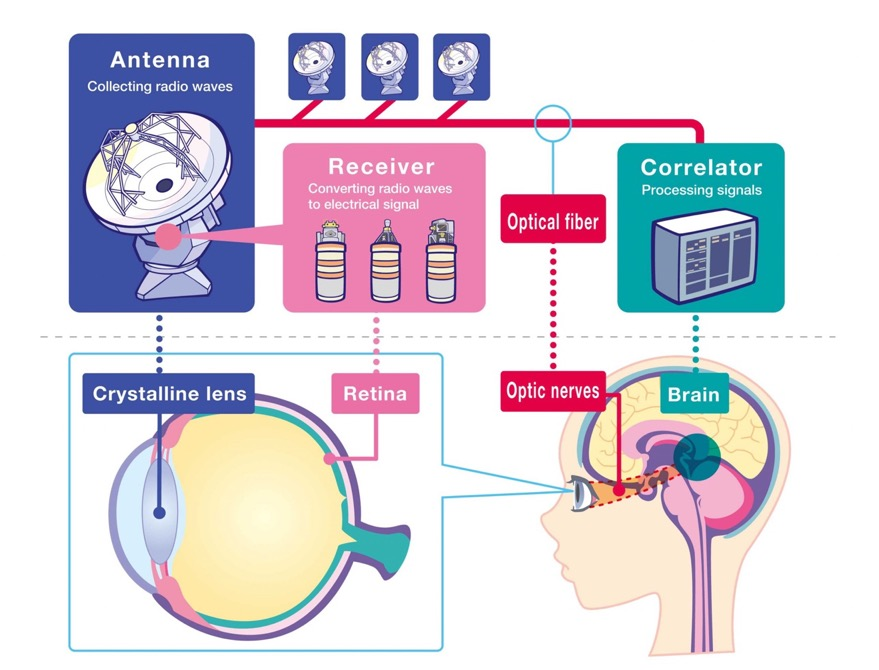 Antenna
Collecting radio waves
Receiver
Converting radio waves
to electrical signal
Optical fiber
Correlator
Processing signals
Crystalline lens
Retina
Optic nerves
Brain